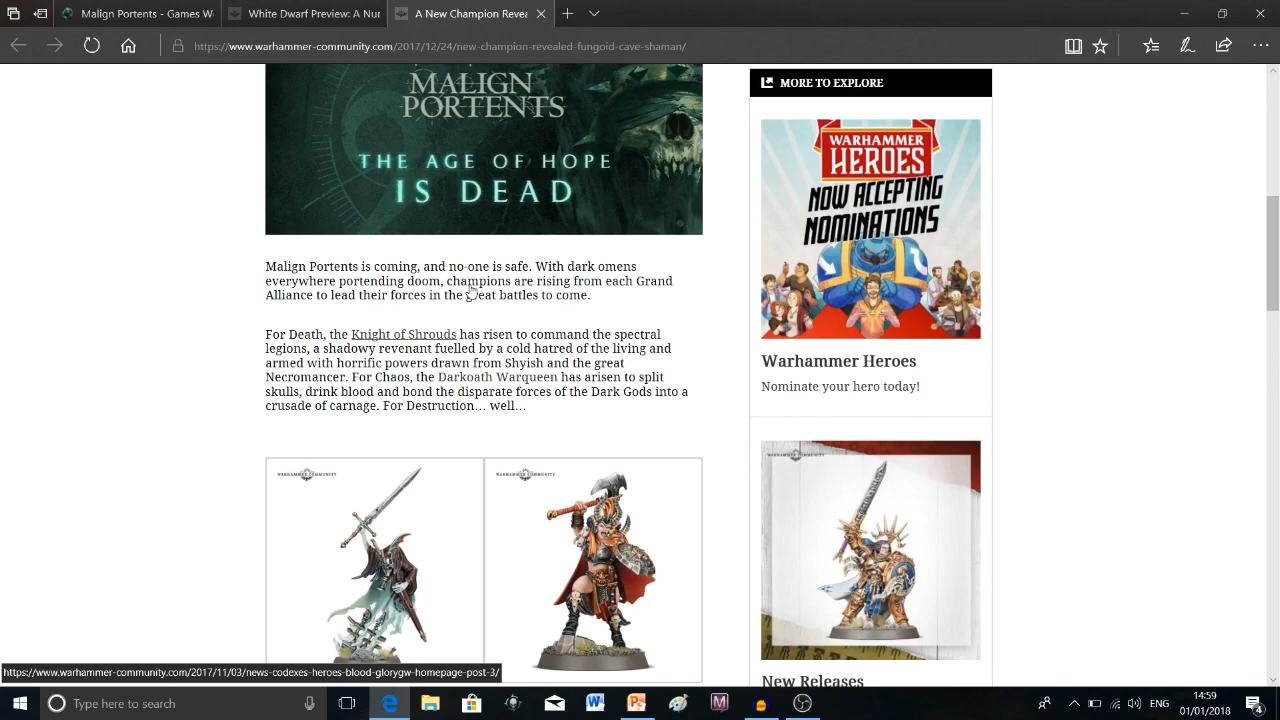 Malign Portents - Games W
White Dwarf Preview: A Nur
A New Champion Revea
https://www.warhammer-community.com/2017/12/24/new-champion-revealed-fungoid-cave-shaman/
MALIGN
PORTENTS
THE AGE OF HOPE
IS DEAD
Malign Portents is coming, and no-one is safe. With dark omens
everywhere portending doom, champions are rising from each Grand
Alliance to lead their forces in the great battles to come.
For Death, the Knight of Shrouds has risen to command the spectral
legions, a shadowy revenant fuelled by a cold hatred of the living and
armed with horrific powers drawn from Shyish and the great
Necromancer. For Chaos, the Darkoath Warqueen has arisen to split
skulls, drink blood and bond the disparate forces of the Dark Gods into a
crusade of carnage. For Destruction… well…
WARHAMMER COMMUNITY
WARHAMMER COMMUNITY
MORE TO EXPLORE
WARHAMMER
HEROES
NOW ACCEPTING
NOMINATIONS
Warhammer Heroes
Nominate your hero today!
WARHAMMER COMMUNITY
New Releases
https://www.warhammer-community.com/2017/11/03/news-codexes-heroes-blood-glorygw-homepage-post-3/
Type here to search
ENG
14:59
01/01/2018
4